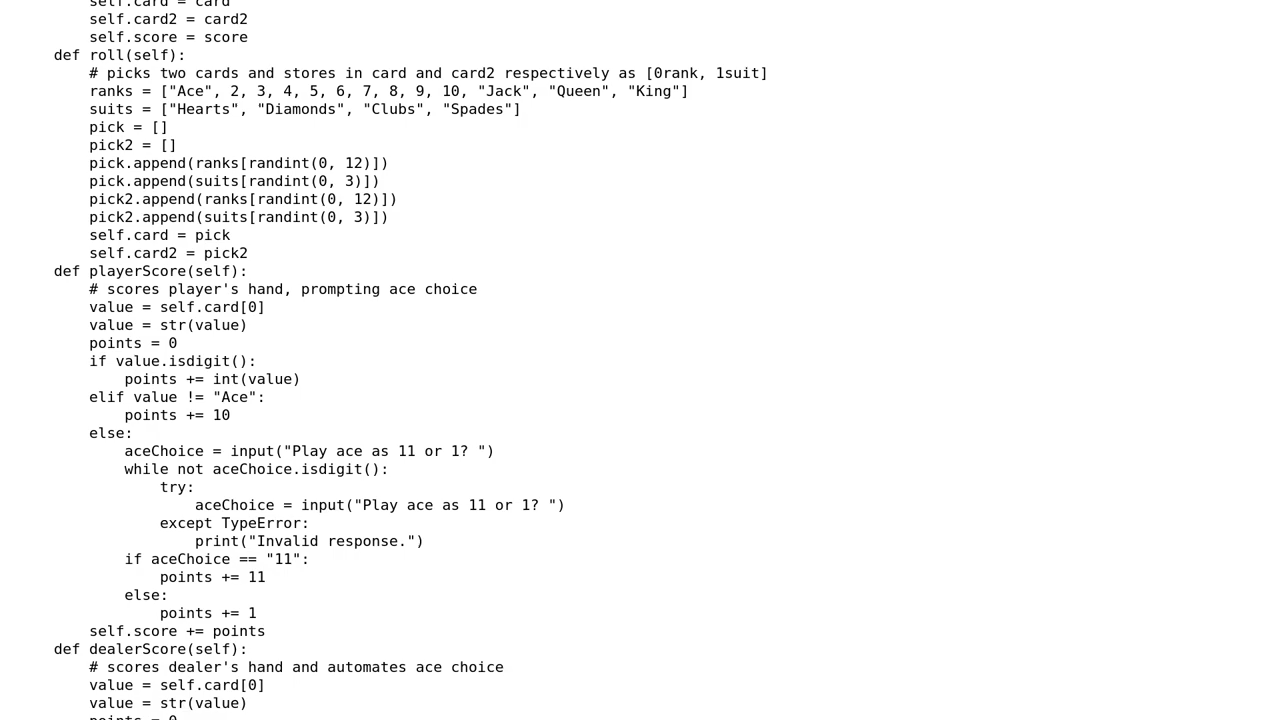 self.card = card
self.card2 = card2
self.score = score
def roll(self):
# picks two cards and stores in card and card2 respectively as [0rank, 1suit]
ranks = ["Ace", 2, 3, 4, 5, 6, 7, 8, 9, 10, "Jack", "Queen", "King"]
suits = ["Hearts", "Diamonds", "Clubs", "Spades"]
pick = []
pick2 = []
pick.append(ranks[randint(0, 12)])
pick.append(suits[randint(0, 3)])
pick2.append(ranks[randint(0, 12)])
pick2.append(suits[randint(0, 3)])
self.card = pick
self.card2 = pick2
def playerScore(self):
# scores player's hand, prompting ace choice
value = self.card[0]
value = str(value)
points = 0
if value.isdigit():
points += int(value)
elif value != "Ace":
points += 10
else:
aceChoice = input("Play ace as 11 or 1? ")
while not aceChoice.isdigit():
try:
aceChoice = input("Play ace as 11 or 1? ")
except TypeError:
print("Invalid response.")
if aceChoice == "11":
points += 11
else:
points += 1
self.score += points
def dealerScore(self):
# scores dealer's hand and automates ace choice
value = self.card[0]
value = str(value)
points = 0